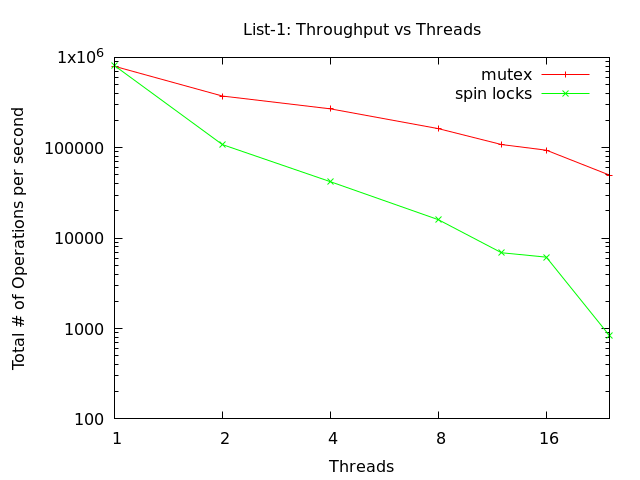 List-1: Throughput vs Threads
mutex
spin locks
Total # of Operations per second
1x10⁶
100000
10000
1000
100
1 2 4 8 16
Threads